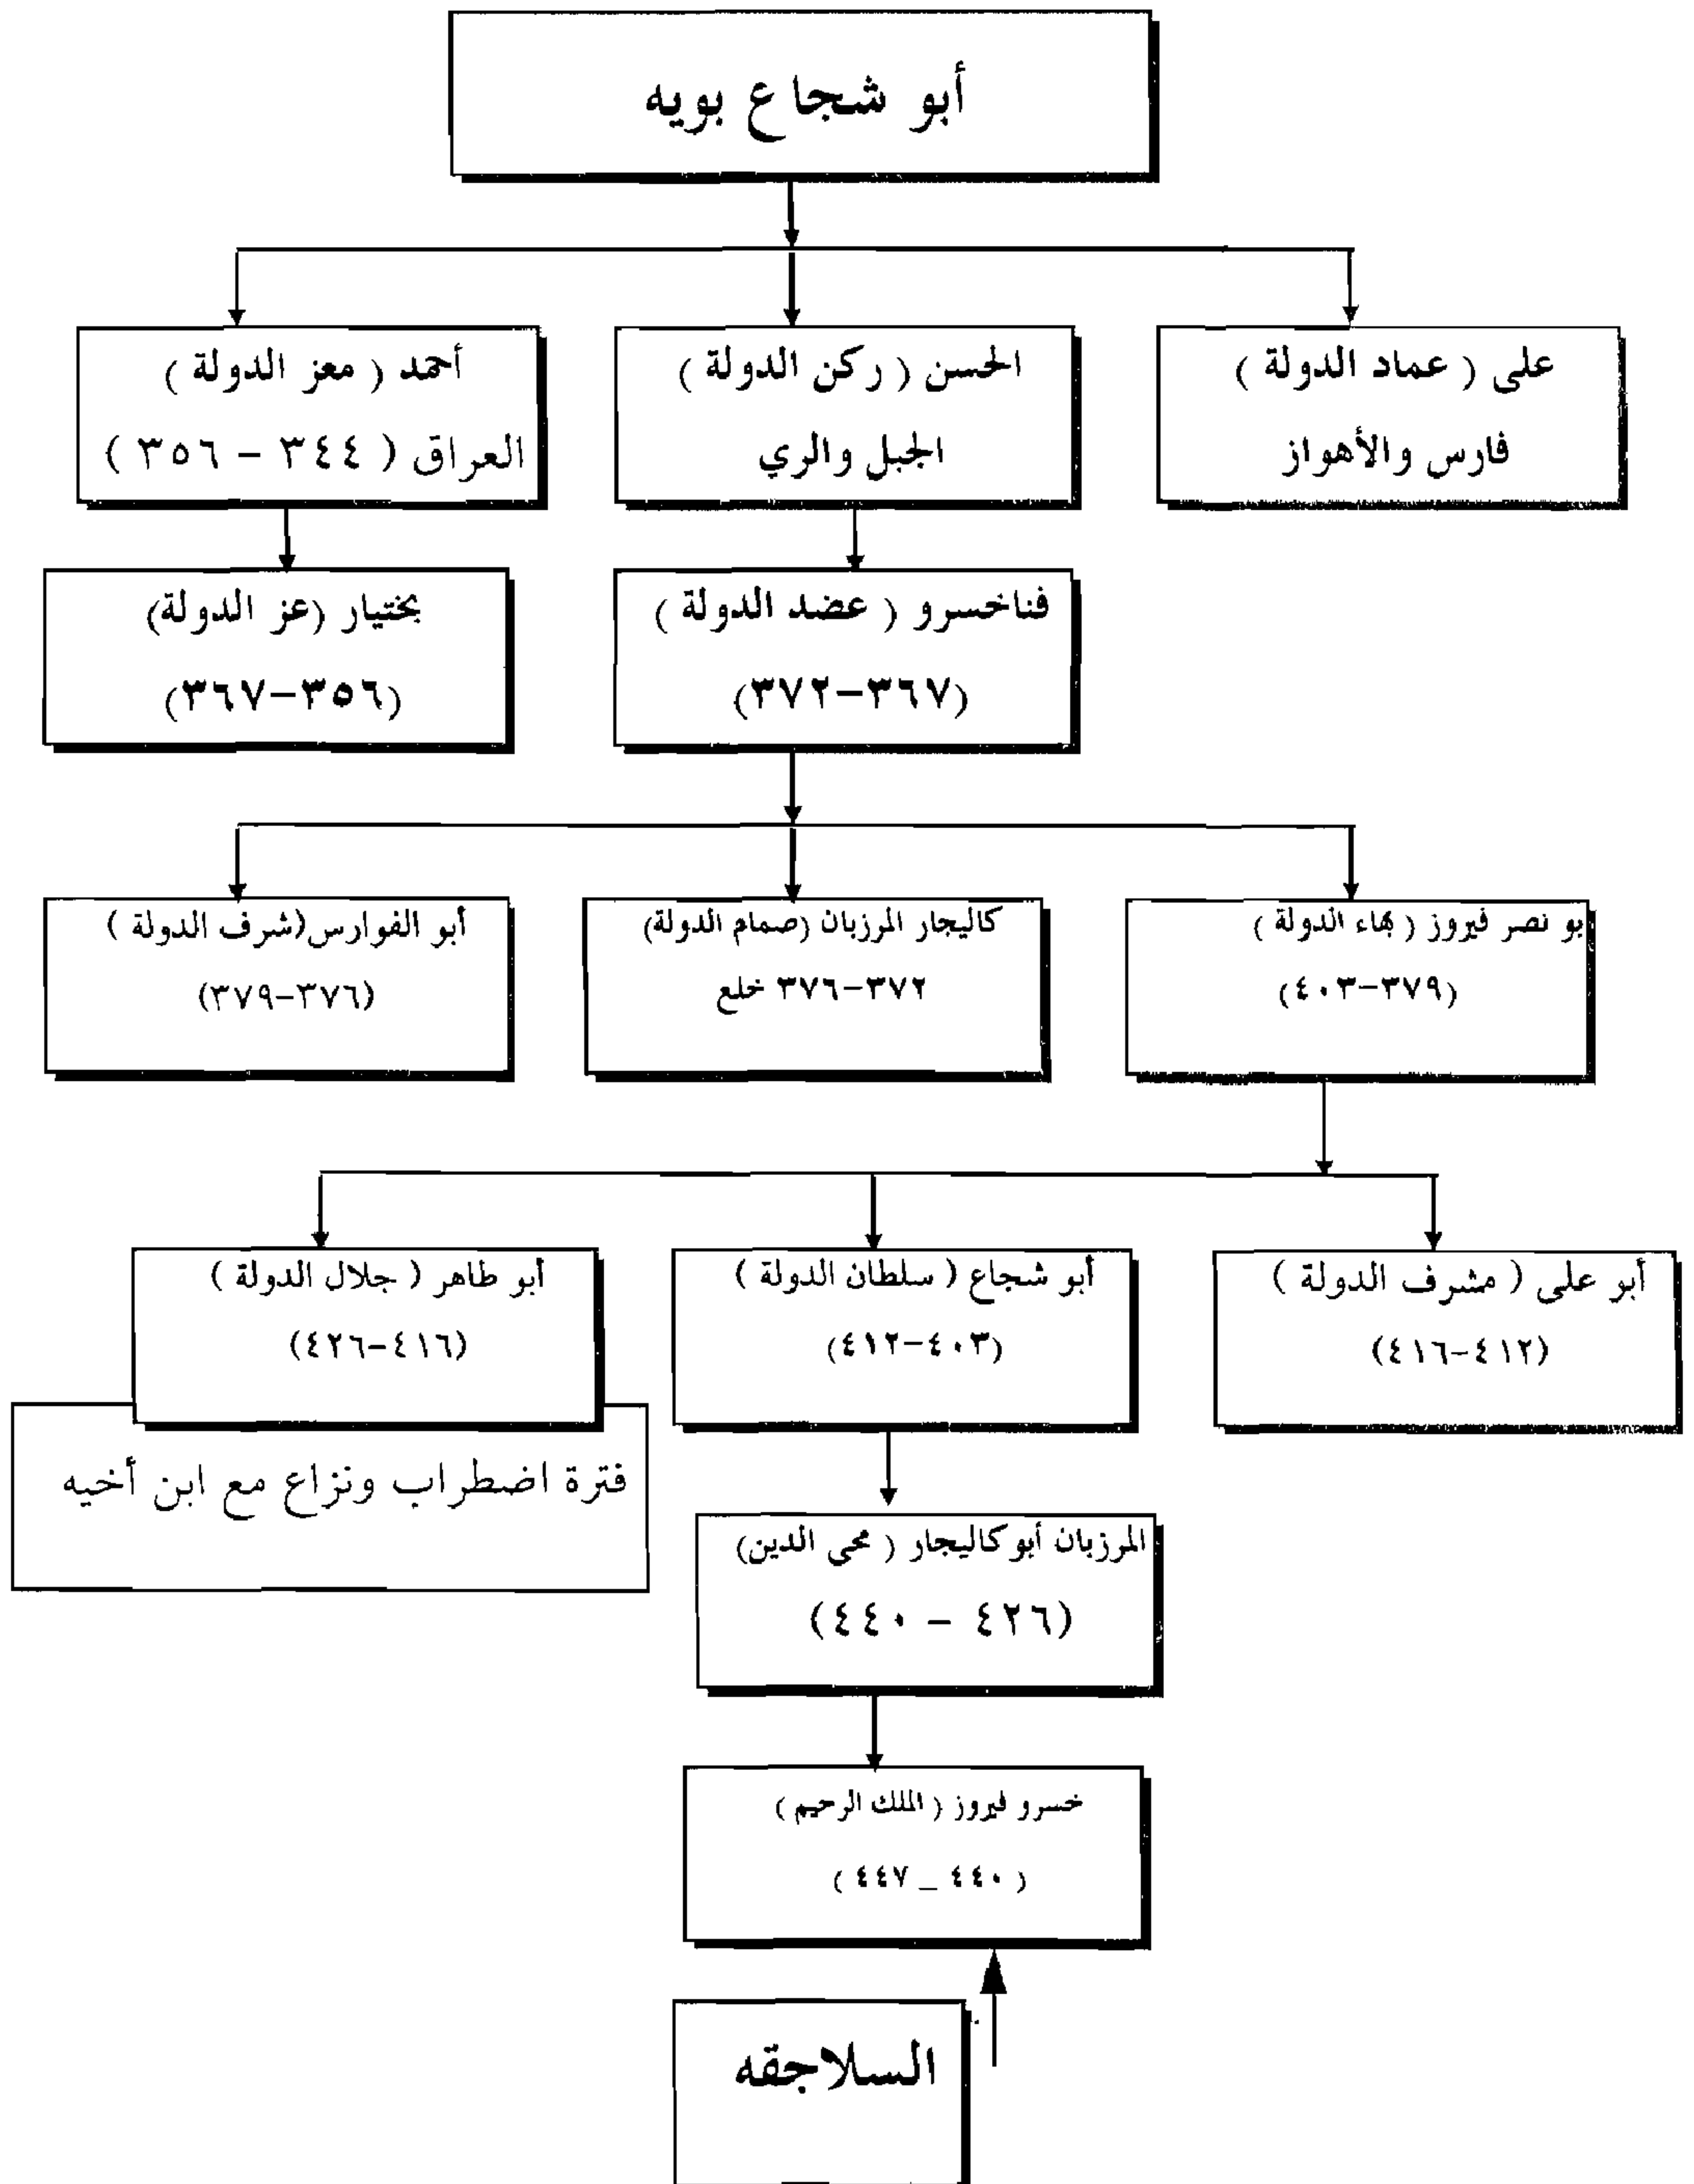 أبو شجاع بويه
على ( عماد الدولة )
فارس والأهواز
الحسن ( ركن الدولة )
الجبل والري
أحمد ( معز الدولة )
العراق ( ٣٤٤ - ٣٥٦ )
فناخسرو ( عضد الدولة )
(٣٦٧-٣٧٢)
بختيار (عز الدولة)
(٣٥٦-٣٦٧)
بو نصر فيروز ( بهاء الدولة )
(٣٧٩-٤٠٣)
كاليجار المرزبان (صمام الدولة)
٣٧٢-٣٧٦ خلع
أبو الفوارس(شرف الدولة )
(٣٧٦-٣٧٩)
أبو على ( مشرف الدولة )
(٤١٢-٤١٦)
أبو شجاع ( سلطان الدولة )
(٤٠٣-٤١٢)
أبو طاهر ( جلال الدولة )
(٤١٦-٤٢٦)
فترة اضطراب ونزاع مع ابن أخيه
المرزبان أبو كاليجار ( محى الدين)
(٤٢٦ - ٤٤٠)
خسرو فيروز ( الملك الرحيم )
( ٤٤٠ _ ٤٤٧ )
السلاجقه